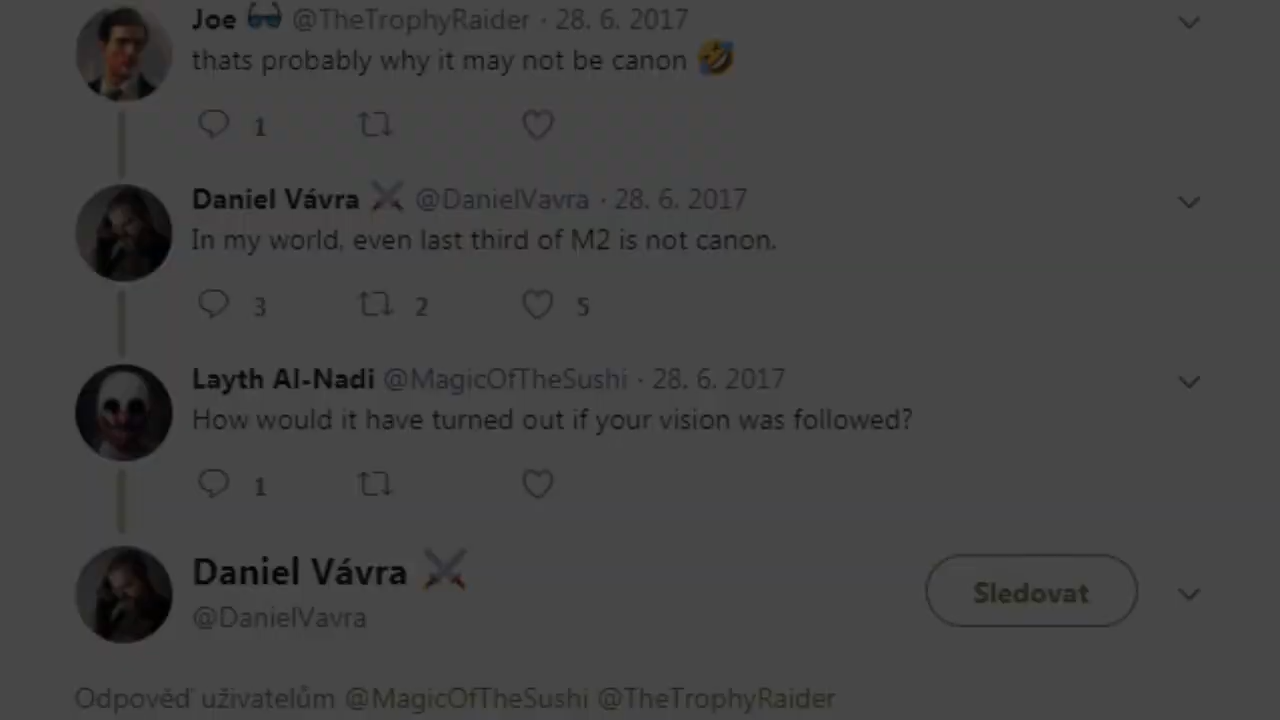 Joe 👓 @TheTrophyRaider · 28. 6. 2017
thats probably why it may not be canon 🤣
1
Daniel Vávra ⚔ @DanielVavra · 28. 6. 2017
In my world, even last third of M2 is not canon.
3 2 5
Layth Al-Nadi @MagicOfTheSushi · 28. 6. 2017
How would it have turned out if your vision was followed?
1
Daniel Vávra ⚔
@DanielVavra
Sledovat
Odpověď uživatelům @MagicOfTheSushi @TheTrophyRaider